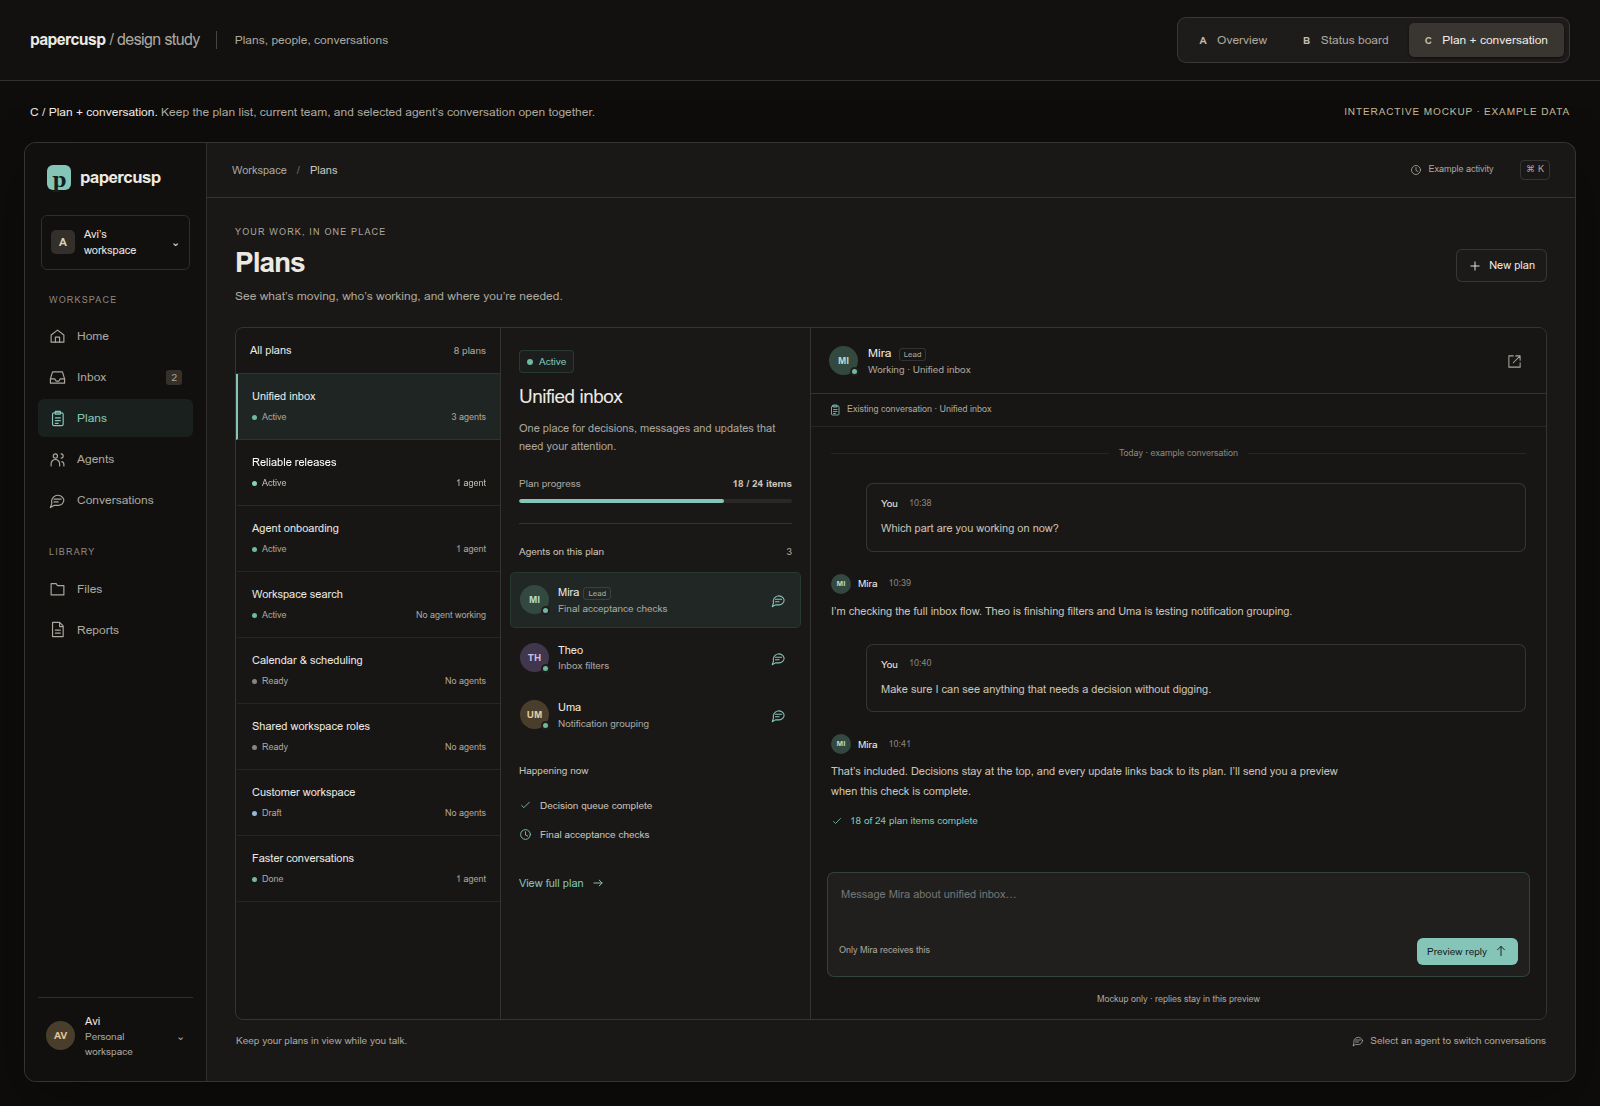 papercusp / design study
Plans, people, conversations
A Overview
B Status board
C Plan + conversation
C / Plan + conversation. Keep the plan list, current team, and selected agent's conversation open together.
INTERACTIVE MOCKUP · EXAMPLE DATA
p papercusp
A Avi's workspace
WORKSPACE
Home
Inbox 2
Plans
Agents
Conversations
LIBRARY
Files
Reports
AV Avi
Personal workspace
Workspace / Plans
Example activity
⌘ K
YOUR WORK, IN ONE PLACE
Plans
See what's moving, who's working, and where you're needed.
+ New plan
All plans 8 plans
Unified inbox
Active 3 agents
Reliable releases
Active 1 agent
Agent onboarding
Active 1 agent
Workspace search
Active No agent working
Calendar & scheduling
Ready No agents
Shared workspace roles
Ready No agents
Customer workspace
Draft No agents
Faster conversations
Done 1 agent
Active
Unified inbox
One place for decisions, messages and updates that
need your attention.
Plan progress 18 / 24 items
Agents on this plan 3
MI Mira Lead
Final acceptance checks
TH Theo
Inbox filters
UM Uma
Notification grouping
Happening now
Decision queue complete
Final acceptance checks
View full plan →
MI Mira Lead
Working · Unified inbox
Existing conversation · Unified inbox
Today · example conversation
You 10:38
Which part are you working on now?
MI Mira 10:39
I'm checking the full inbox flow. Theo is finishing filters and Uma is testing notification grouping.
You 10:40
Make sure I can see anything that needs a decision without digging.
MI Mira 10:41
That's included. Decisions stay at the top, and every update links back to its plan. I'll send you a preview
when this check is complete.
18 of 24 plan items complete
Message Mira about unified inbox…
Only Mira receives this
Preview reply ↑
Mockup only · replies stay in this preview
Keep your plans in view while you talk.
Select an agent to switch conversations